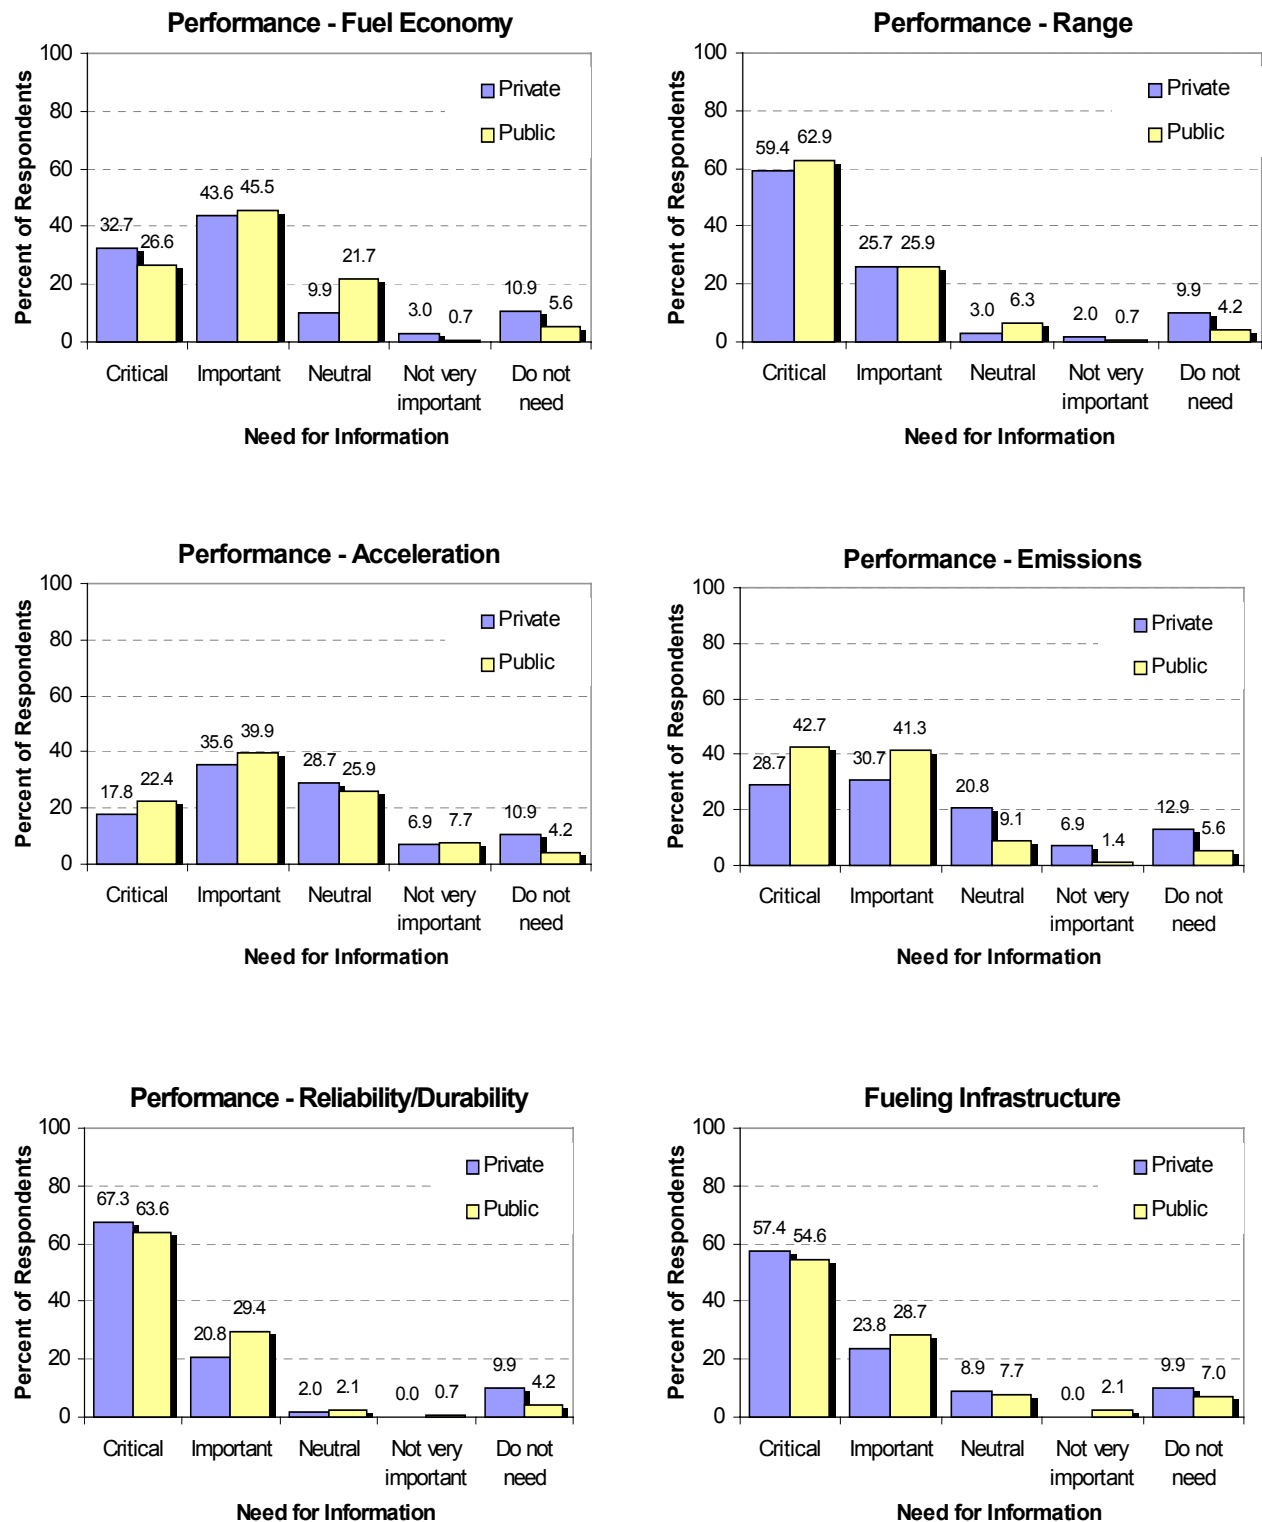 Performance - Fuel Economy
Percent of Respondents
100
80
60
40
20
0
Private
Public
32.7
26.6
43.6
45.5
9.9
21.7
3.0
0.7
10.9
5.6
Critical
Important
Neutral
Not very
important
Do not
need
Need for Information
Performance - Range
Percent of Respondents
100
80
60
40
20
0
Private
Public
59.4
62.9
25.7
25.9
3.0
6.3
2.0
0.7
9.9
4.2
Critical
Important
Neutral
Not very
important
Do not
need
Need for Information
Performance - Acceleration
Percent of Respondents
100
80
60
40
20
0
Private
Public
17.8
22.4
35.6
39.9
28.7
25.9
6.9
7.7
10.9
4.2
Critical
Important
Neutral
Not very
important
Do not
need
Need for Information
Performance - Emissions
Percent of Respondents
100
80
60
40
20
0
Private
Public
28.7
42.7
30.7
41.3
20.8
9.1
6.9
1.4
12.9
5.6
Critical
Important
Neutral
Not very
important
Do not
need
Need for Information
Performance - Reliability/Durability
Percent of Respondents
100
80
60
40
20
0
Private
Public
67.3
63.6
20.8
29.4
2.0
2.1
0.0
0.7
9.9
4.2
Critical
Important
Neutral
Not very
important
Do not
need
Need for Information
Fueling Infrastructure
Percent of Respondents
100
80
60
40
20
0
Private
Public
57.4
54.6
23.8
28.7
8.9
7.7
0.0
2.1
9.9
7.0
Critical
Important
Neutral
Not very
important
Do not
need
Need for Information